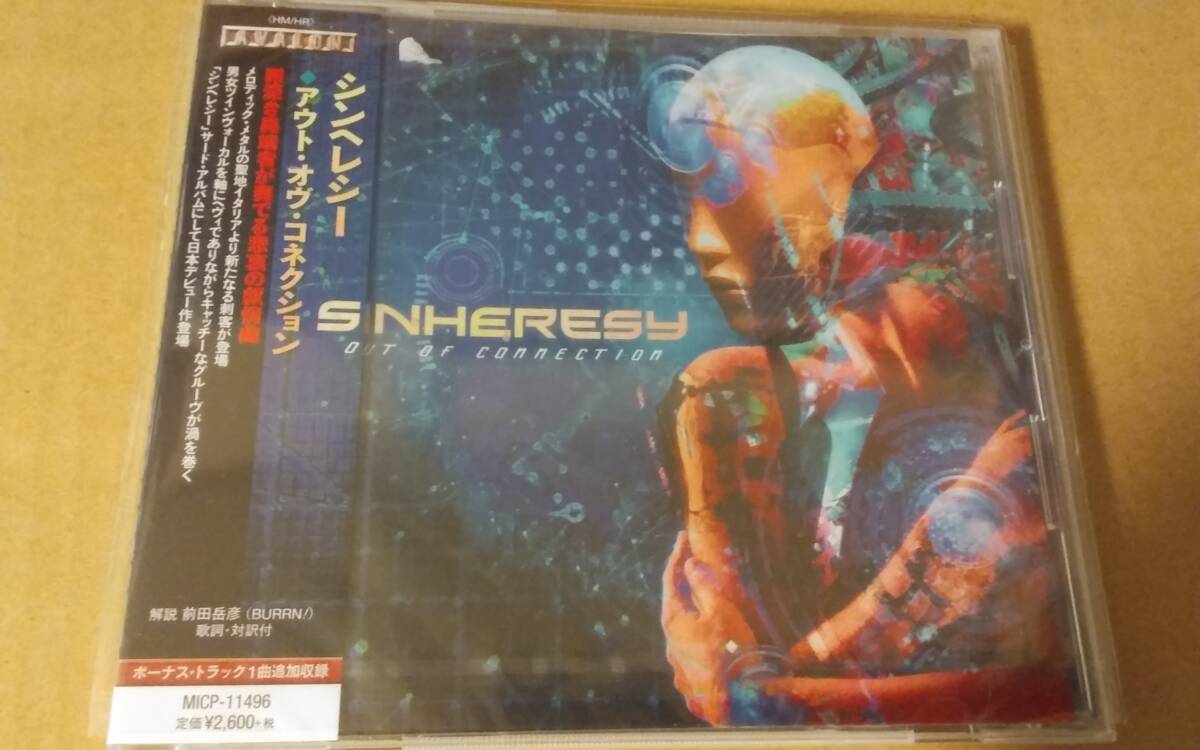 〈HM/HR〉
AVALON
シンヘレシー
◆アウト・オヴ・コネクション
メロディック・メタルの聖地イタリアより新たなる刺客が登場
男女ツインヴォーカルを軸にヘヴィでありながらキャッチーなグルーヴが渦を巻く
「シンヘレシー」サード・アルバムにして日本デビュー作登場
SINHERESY
OUT OF CONNECTION
解説 前田岳彦(BURRN!)
歌詞・対訳付
ボーナス・トラック1曲追加収録
MICP-11496
定価¥2,600+税